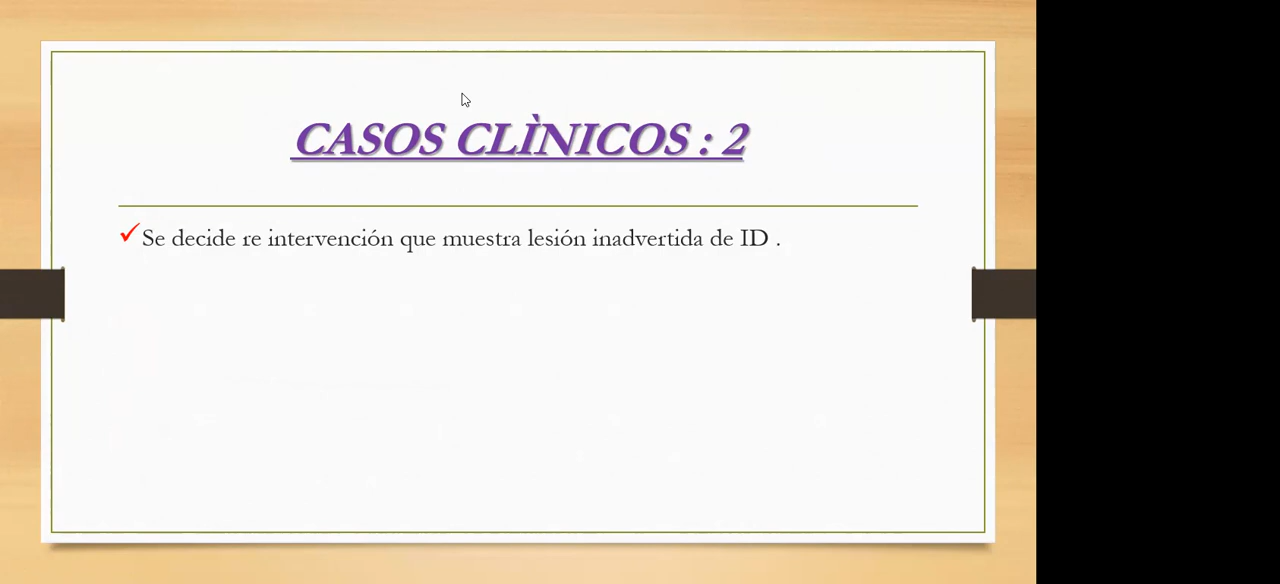 CASOS CLÌNICOS : 2
✓Se decide re intervención que muestra lesión inadvertida de ID .